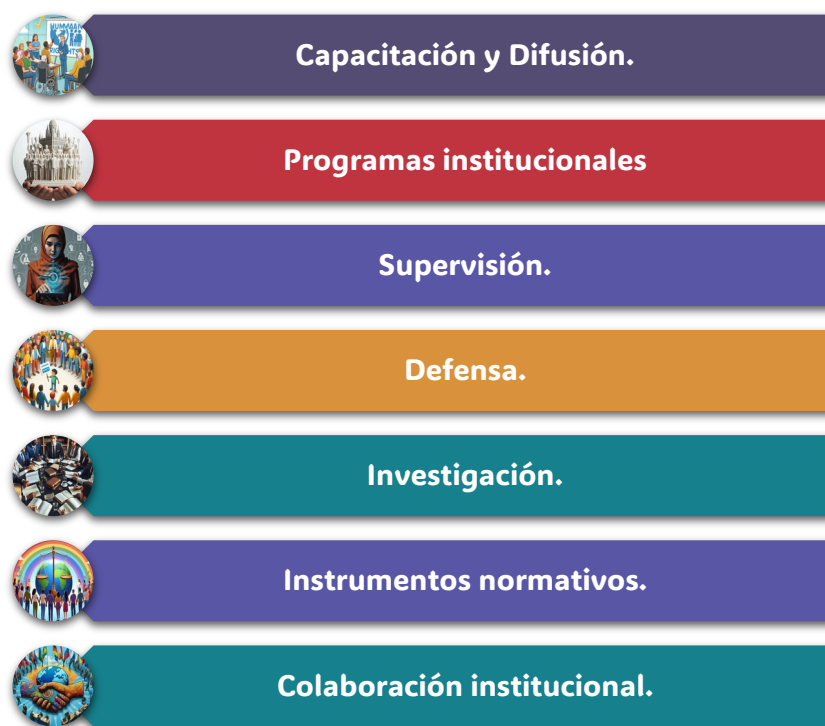 Capacitación y Difusión.
Programas institucionales
Supervisión.
Defensa.
Investigación.
Instrumentos normativos.
Colaboración institucional.